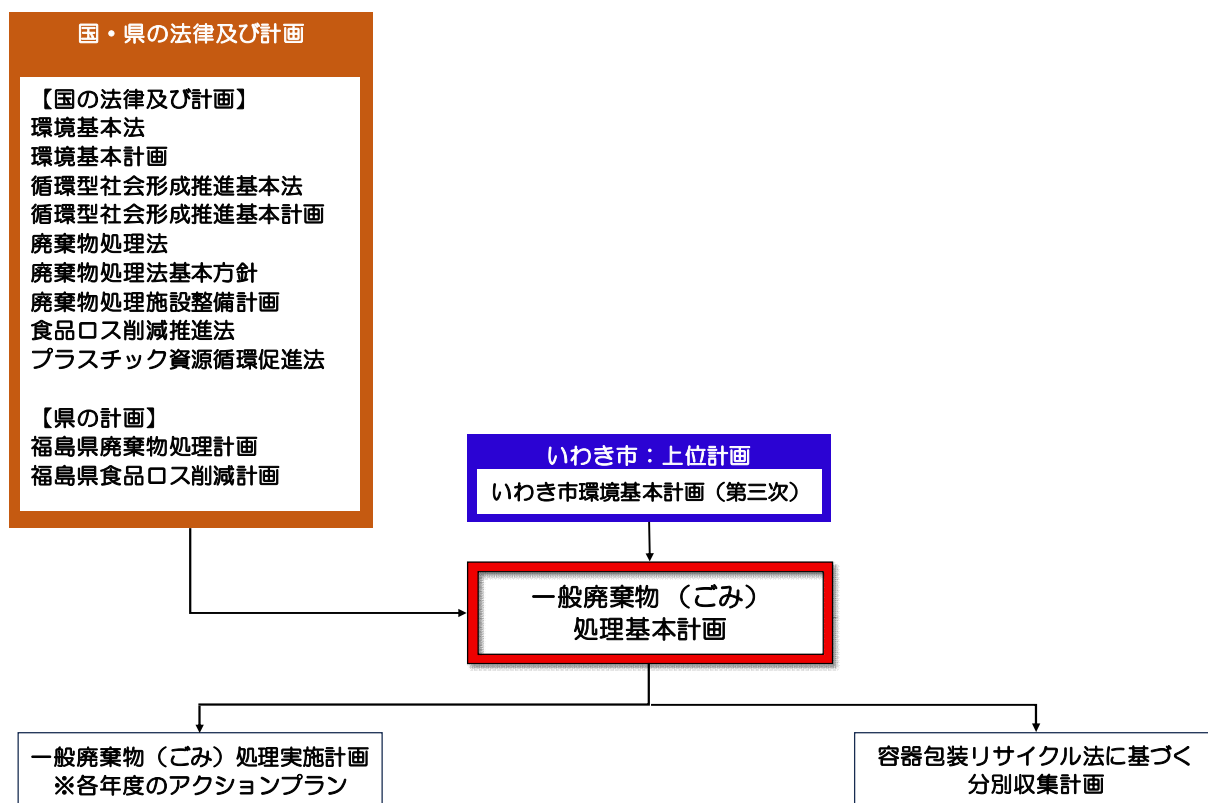 国・県の法律及び計画
【国の法律及び計画】
環境基本法
環境基本計画
循環型社会形成推進基本法
循環型社会形成推進基本計画
廃棄物処理法
廃棄物処理法基本方針
廃棄物処理施設整備計画
食品ロス削減推進法
プラスチック資源循環促進法
【県の計画】
福島県廃棄物処理計画
福島県食品ロス削減計画
いわき市：上位計画
いわき市環境基本計画（第三次）
一般廃棄物 （ごみ）
処理基本計画
一般廃棄物（ごみ）処理実施計画
※各年度のアクションプラン
容器包装リサイクル法に基づく
分別収集計画